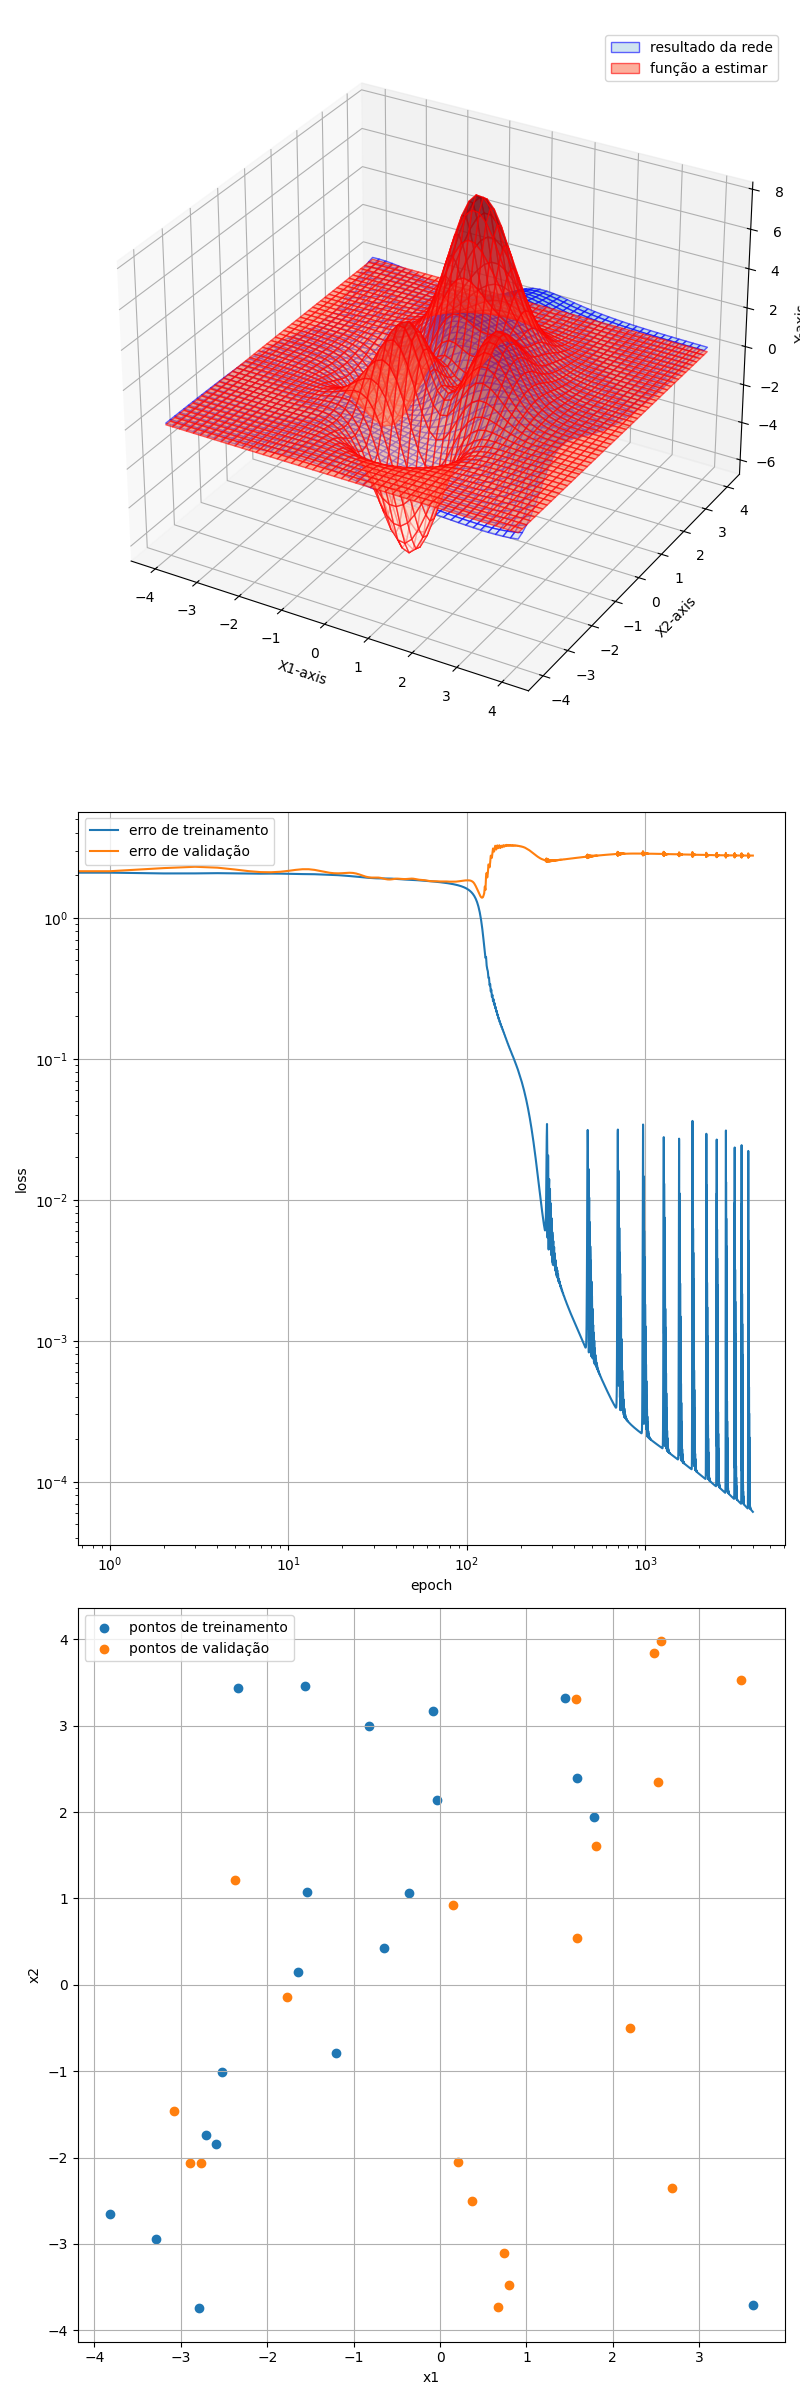 resultado da rede
função a estimar
8
6
4
2
0
−2
−4
−6
4
3
2
1
0
−1
−2
−3
−4
X2-axis
−4
−3
−2
−1
0
1
2
3
4
X1-axis
erro de treinamento
erro de validação
10^0
10^-1
10^-2
10^-3
10^-4
loss
10^0 10^1 10^2 10^3
epoch
pontos de treinamento
pontos de validação
4
3
2
1
0
−1
−2
−3
−4
x2
−4 −3 −2 −1 0 1 2 3
x1